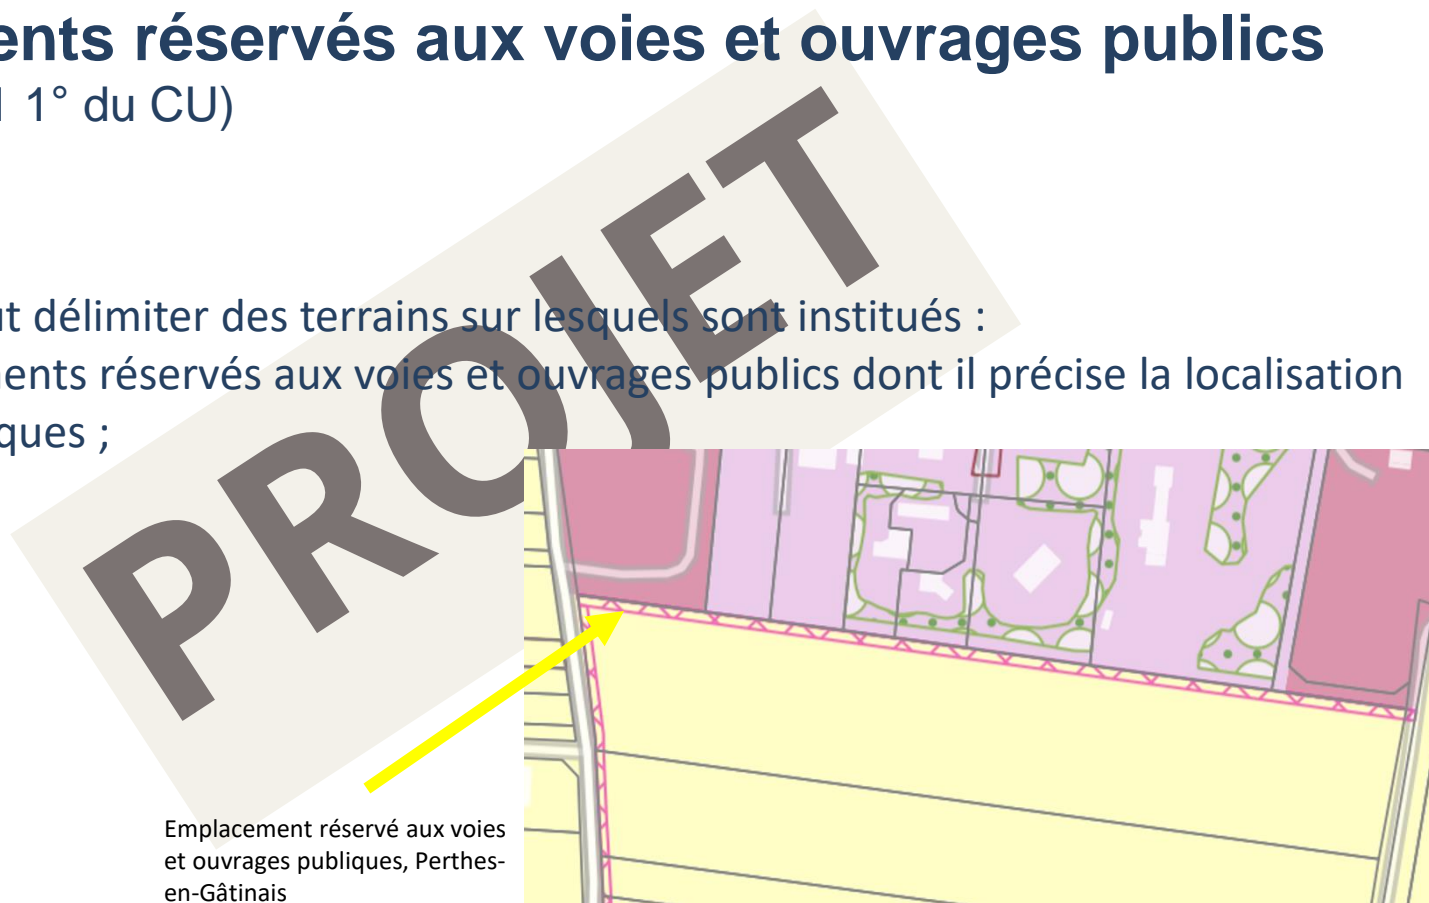 ents réservés aux voies et ouvrages publics
1° du CU)
PROJET
ut délimiter des terrains sur lesquels sont institués :
ents réservés aux voies et ouvrages publics dont il précise la localisation
ques ;
Emplacement réservé aux voies
et ouvrages publiques, Perthes-
en-Gâtinais